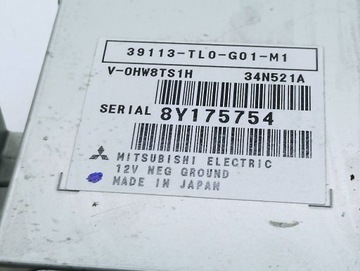 39113-TL0-G01-M1
V-0HW8TS1H 34N521A
SERIAL 8Y175754
MITSUBISHI ELECTRIC
12V NEG GROUND
MADE IN JAPAN